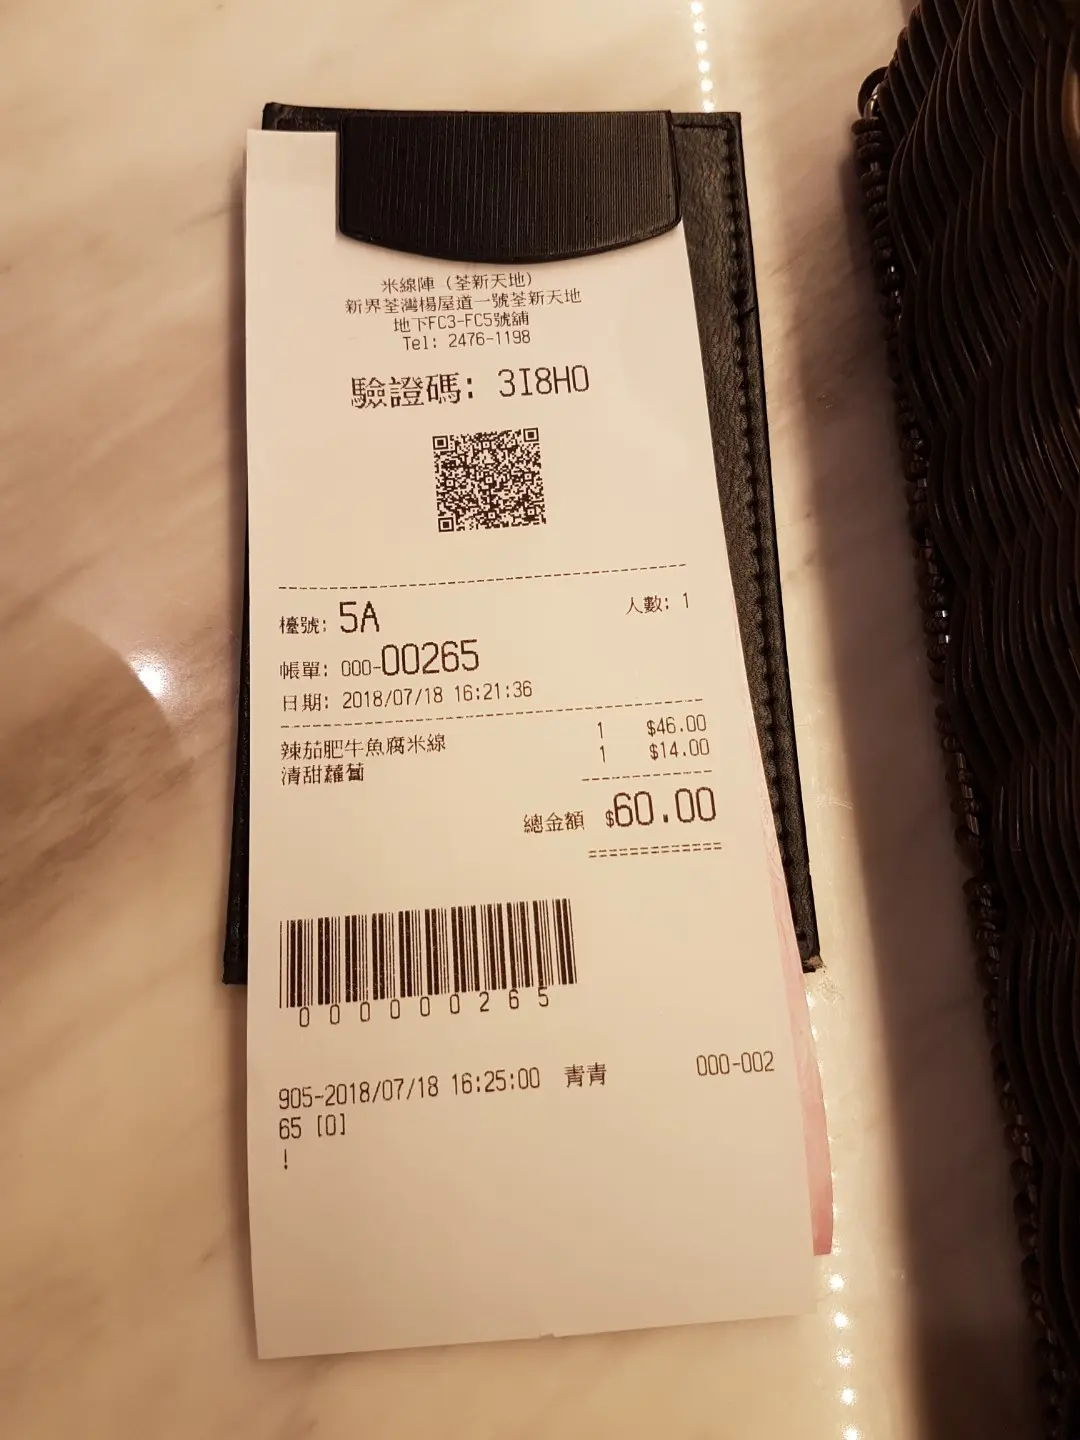 米線陣（荃新天地）
新界荃灣楊屋道一號荃新天地
地下FC3-FC5號舖
Tel: 2476-1198
驗證碼: 3I8HO
檯號: 5A 人數: 1
帳單: 000-00265
日期: 2018/07/18 16:21:36
辣茄肥牛魚腐米線 1 $46.00
清甜蘿蔔 1 $14.00
總金額 $60.00
000000265
905-2018/07/18 16:25:00 青青 000-002
65 [0]
!